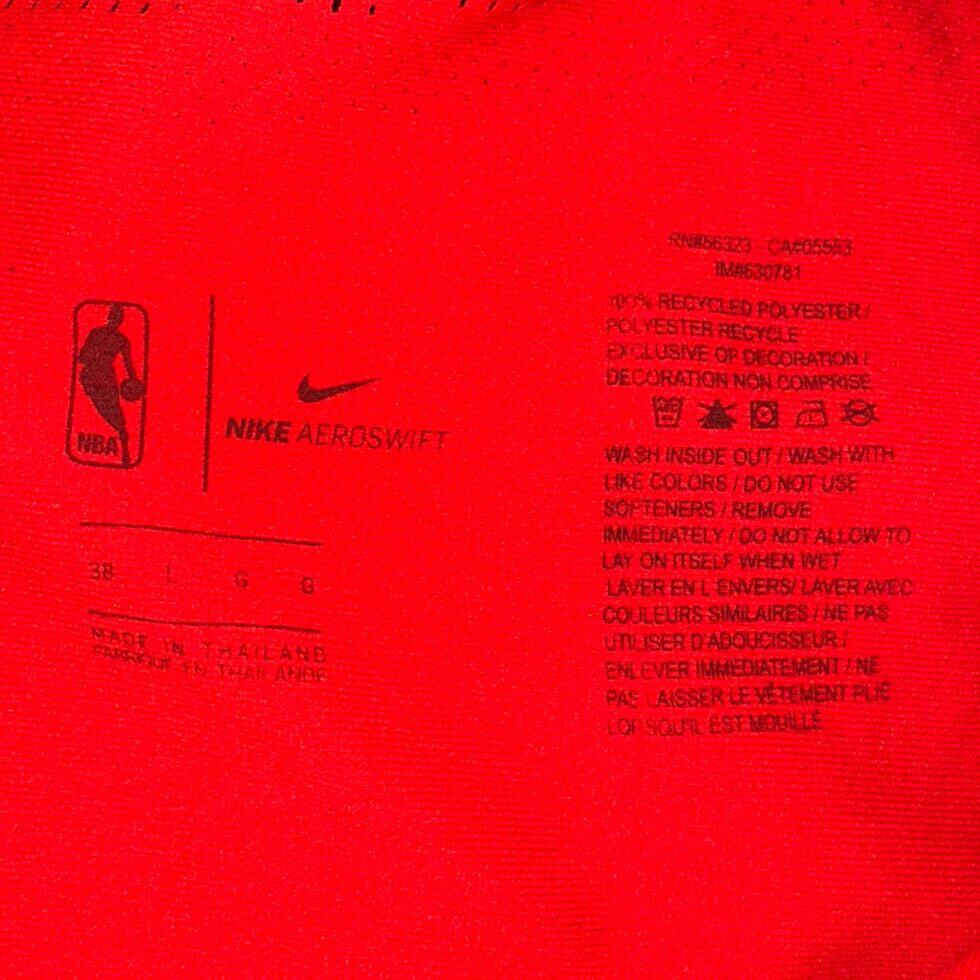 NBA
NIKE AEROSWIFT
38 L G G
MADE IN THAILAND
FABRIQUÉ EN THAILANDE
RN#56323 - CA#05553
IM#630781
100% RECYCLED POLYESTER /
POLYESTER RECYCLE
EXCLUSIVE OF DECORATION /
DECORATION NON COMPRISE
WASH INSIDE OUT / WASH WITH
LIKE COLORS / DO NOT USE
SOFTENERS / REMOVE
IMMEDIATELY / DO NOT ALLOW TO
LAY ON ITSELF WHEN WET
LAVER EN L ENVERS/ LAVER AVEC
COULEURS SIMILAIRES / NE PAS
UTILISER D'ADOUCISSEUR /
ENLEVER IMMEDIATEMENT / NE
PAS LAISSER LE VÊTEMENT PLIÉ
LORSQU'IL EST MOUILLÉ